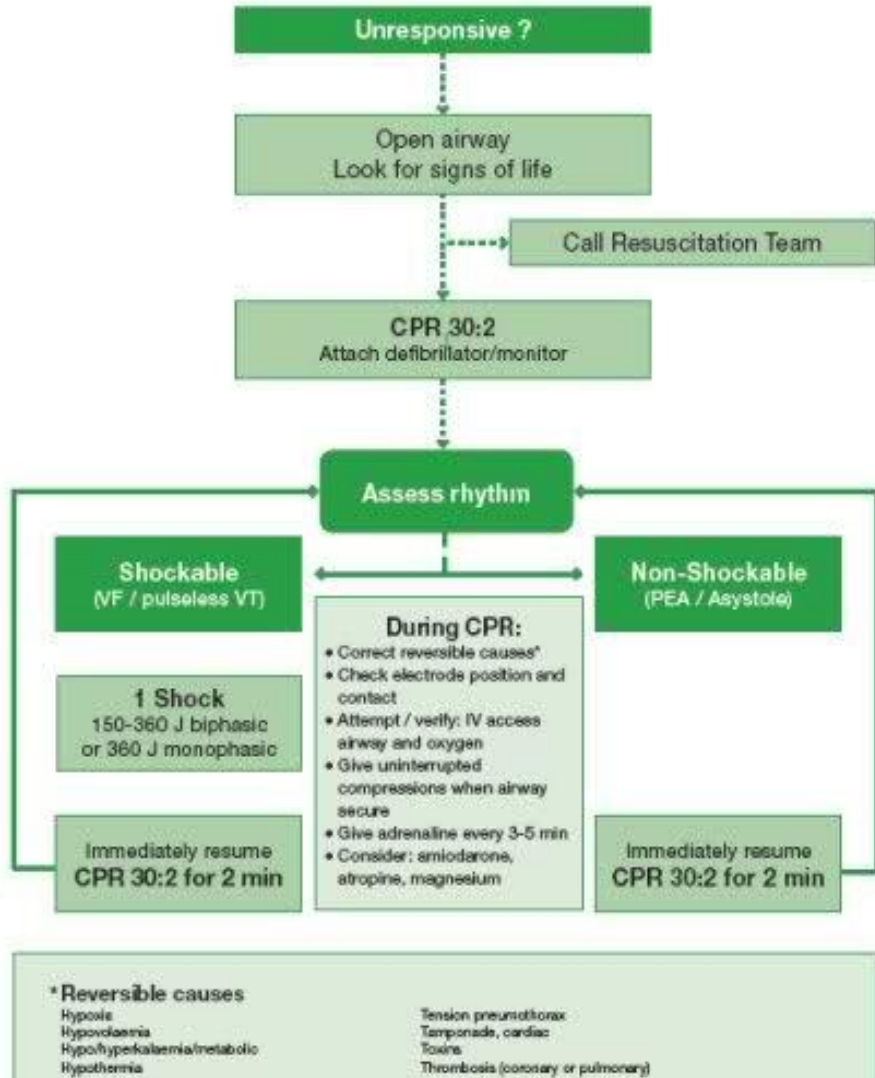 Unresponsive ?
Open airway
Look for signs of life
Call Resuscitation Team
CPR 30:2
Attach defibrillator/monitor
Assess rhythm
Shockable
(VF / pulseless VT)
Non-Shockable
(PEA / Asystole)
1 Shock
150-360 J biphasic
or 360 J monophasic
Immediately resume
CPR 30:2 for 2 min
During CPR:
• Correct reversible causes*
• Check electrode position and
contact
• Attempt / verify: IV access
airway and oxygen
• Give uninterrupted
compressions when airway
secure
• Give adrenaline every 3-5 min
• Consider: amiodarone,
atropine, magnesium
Immediately resume
CPR 30:2 for 2 min
*Reversible causes
Hypoxia
Hypovolaemia
Hypo/hyperkalaemia/metabolic
Hypothermia
Tension pneumothorax
Tamponade, cardiac
Toxins
Thrombosis (coronary or pulmonary)